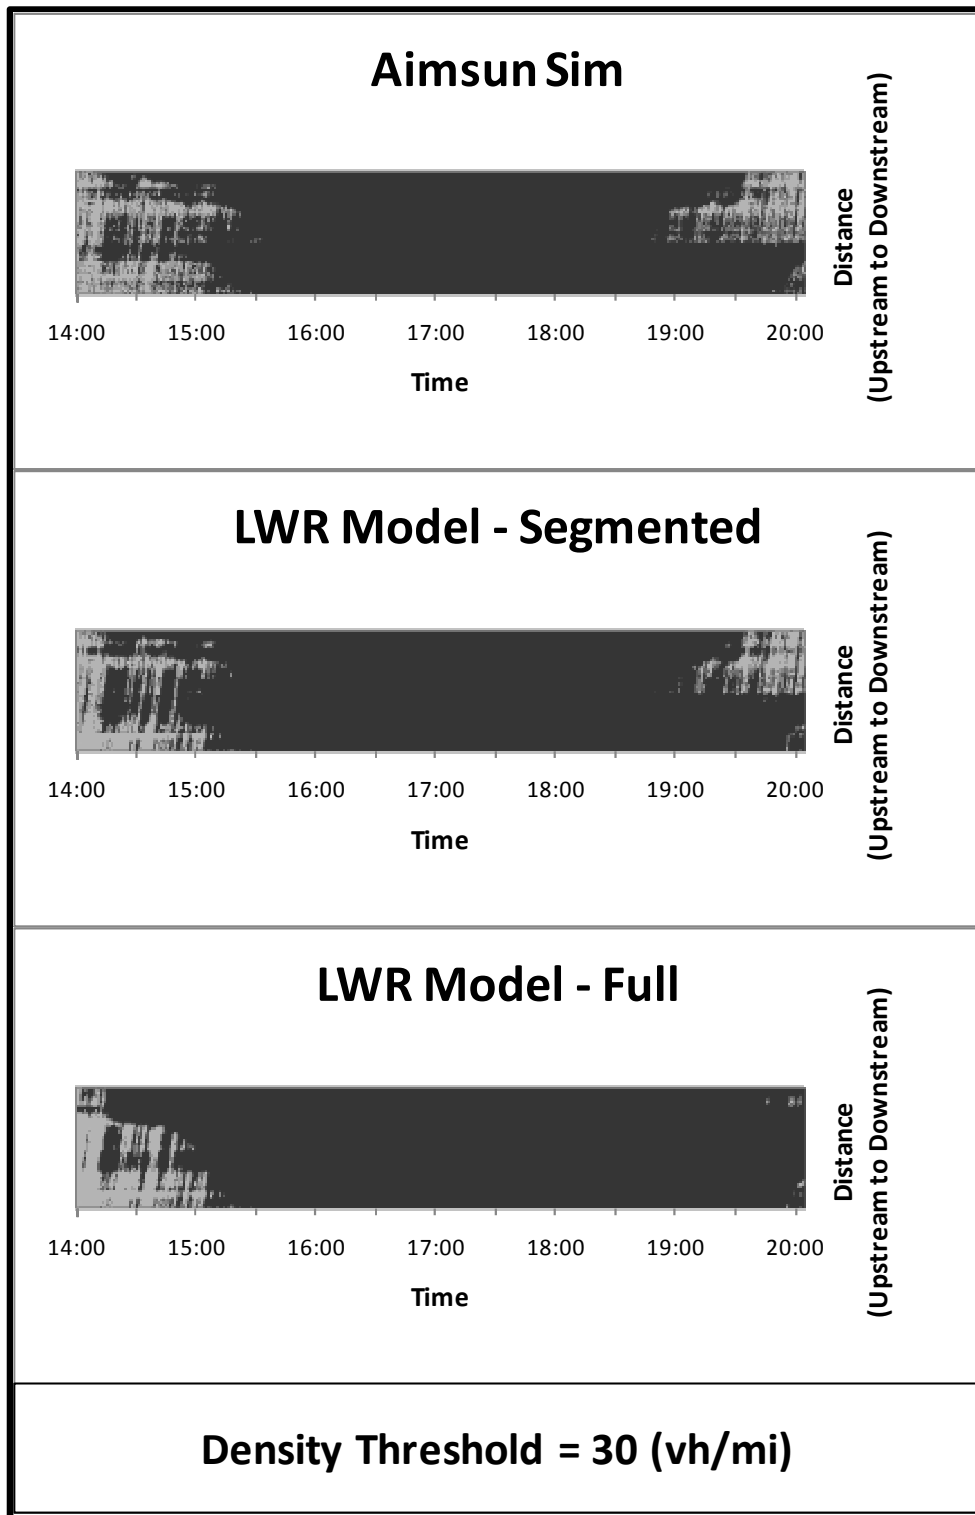 Aimsun Sim
14:00 15:00 16:00 17:00 18:00 19:00 20:00
Time
Distance
(Upstream to Downstream)
LWR Model - Segmented
14:00 15:00 16:00 17:00 18:00 19:00 20:00
Time
Distance
(Upstream to Downstream)
LWR Model - Full
14:00 15:00 16:00 17:00 18:00 19:00 20:00
Time
Distance
(Upstream to Downstream)
Density Threshold = 30 (vh/mi)